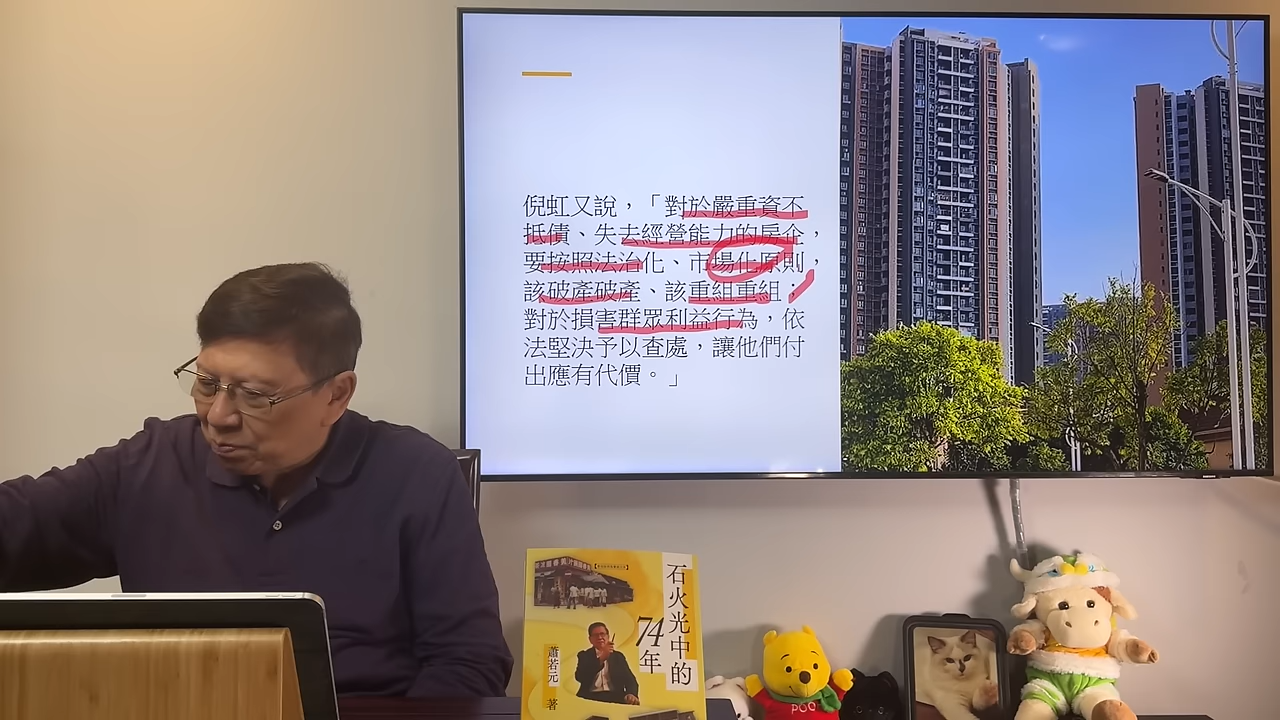 倪虹又說，「對於嚴重資不
抵債、失去經營能力的房企，
要按照法治化、市場化原則，
該破產破產、該重組重組；
對於損害群眾利益行為，依
法堅決予以查處，讓他們付
出應有代價。」
石火光中的
74年
蕭若元 著
POO